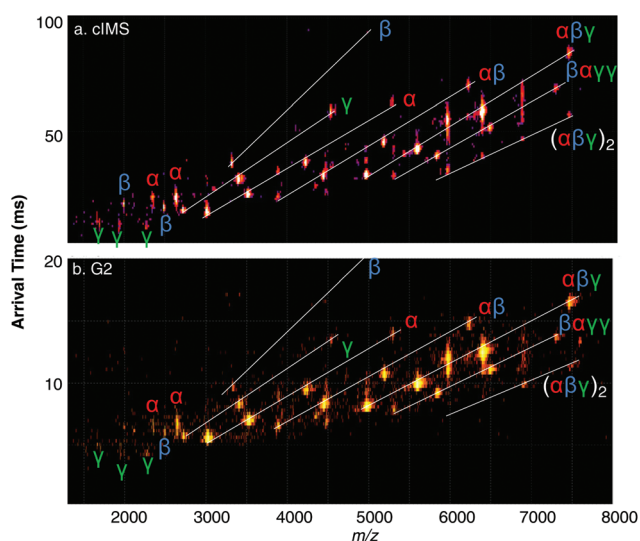 a. cIMS
β
αβγ
γ
α
αβ
βαγγ
(αβγ)₂
β
α
α
β
γ
γ
γ
100
50
Arrival Time (ms)
b. G2
β
αβγ
γ
α
αβ
βαγγ
(αβγ)₂
α
α
β
γ
γ
γ
20
10
2000 3000 4000 5000 6000 7000 8000
m/z